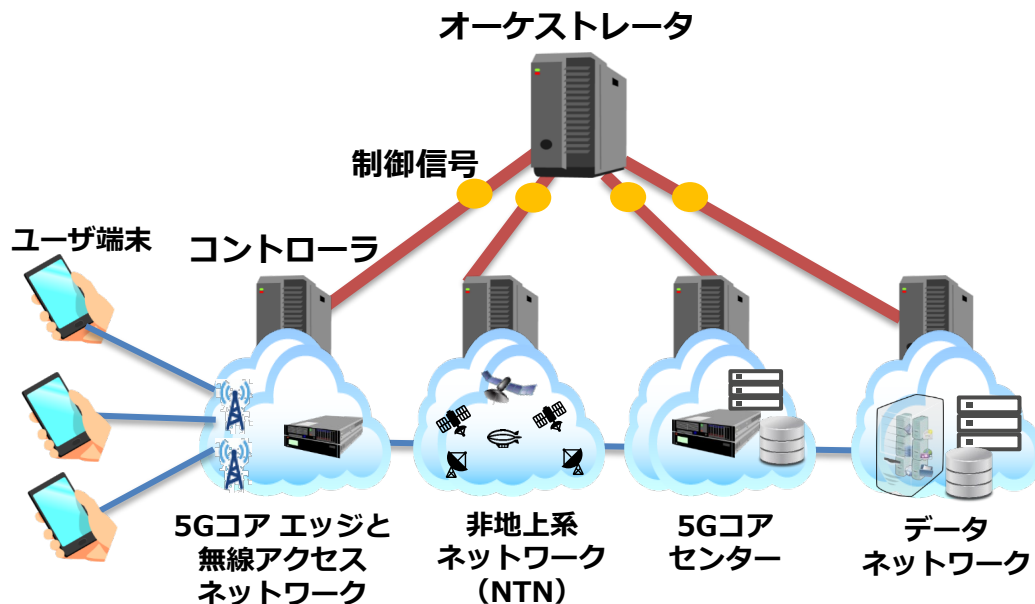 オーケストレータ
制御信号
ユーザ端末
コントローラ
5Gコア エッジと
無線アクセス
ネットワーク
非地上系
ネットワーク
（NTN）
5Gコア
センター
データ
ネットワーク